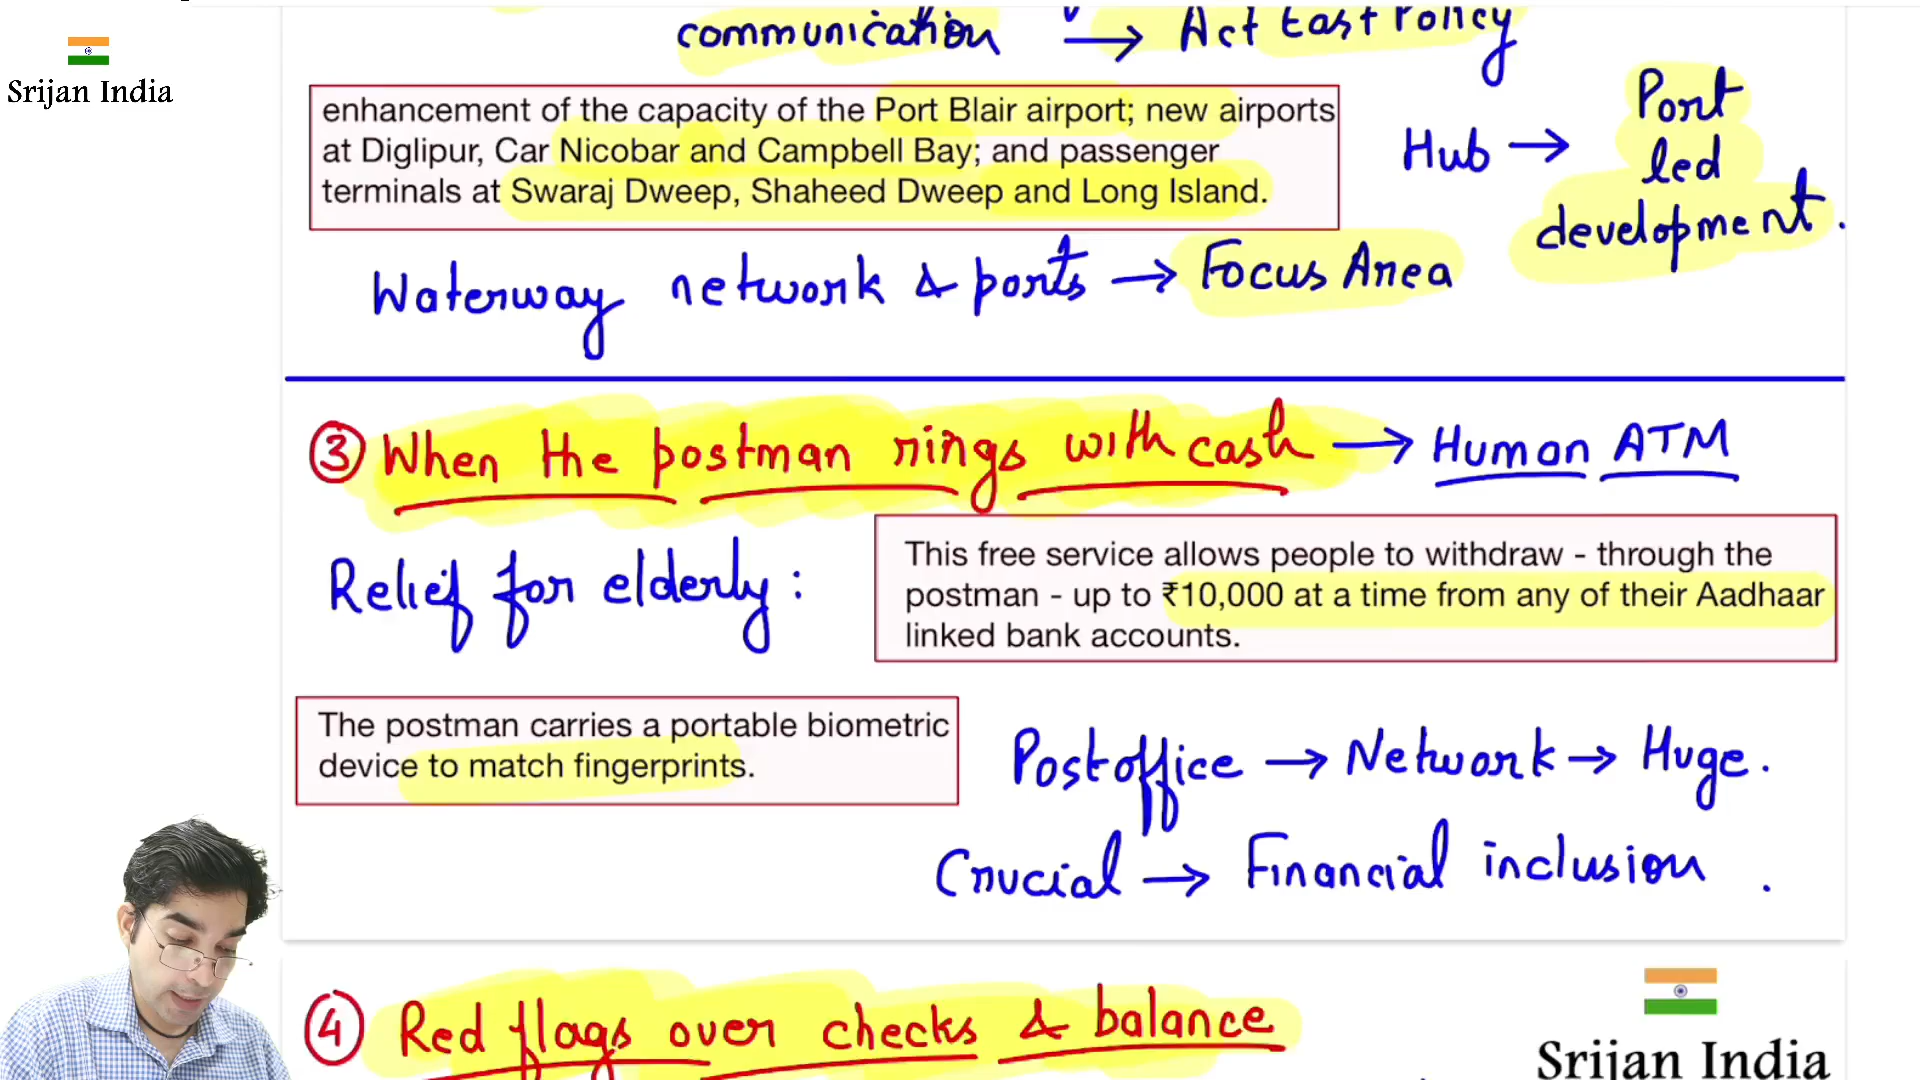 communication → Act East Policy
Srijan India
enhancement of the capacity of the Port Blair airport; new airports
at Diglipur, Car Nicobar and Campbell Bay; and passenger
terminals at Swaraj Dweep, Shaheed Dweep and Long Island.
Hub → Port
led
development.
Waterway network & ports → Focus Area
③ When the postman rings with cash → Human ATM
Relief for elderly:
This free service allows people to withdraw - through the
postman - up to ₹10,000 at a time from any of their Aadhaar
linked bank accounts.
The postman carries a portable biometric
device to match fingerprints.
Postoffice → Network → Huge.
Crucial → Financial inclusion.
④ Red flags over checks & balance
Srijan India